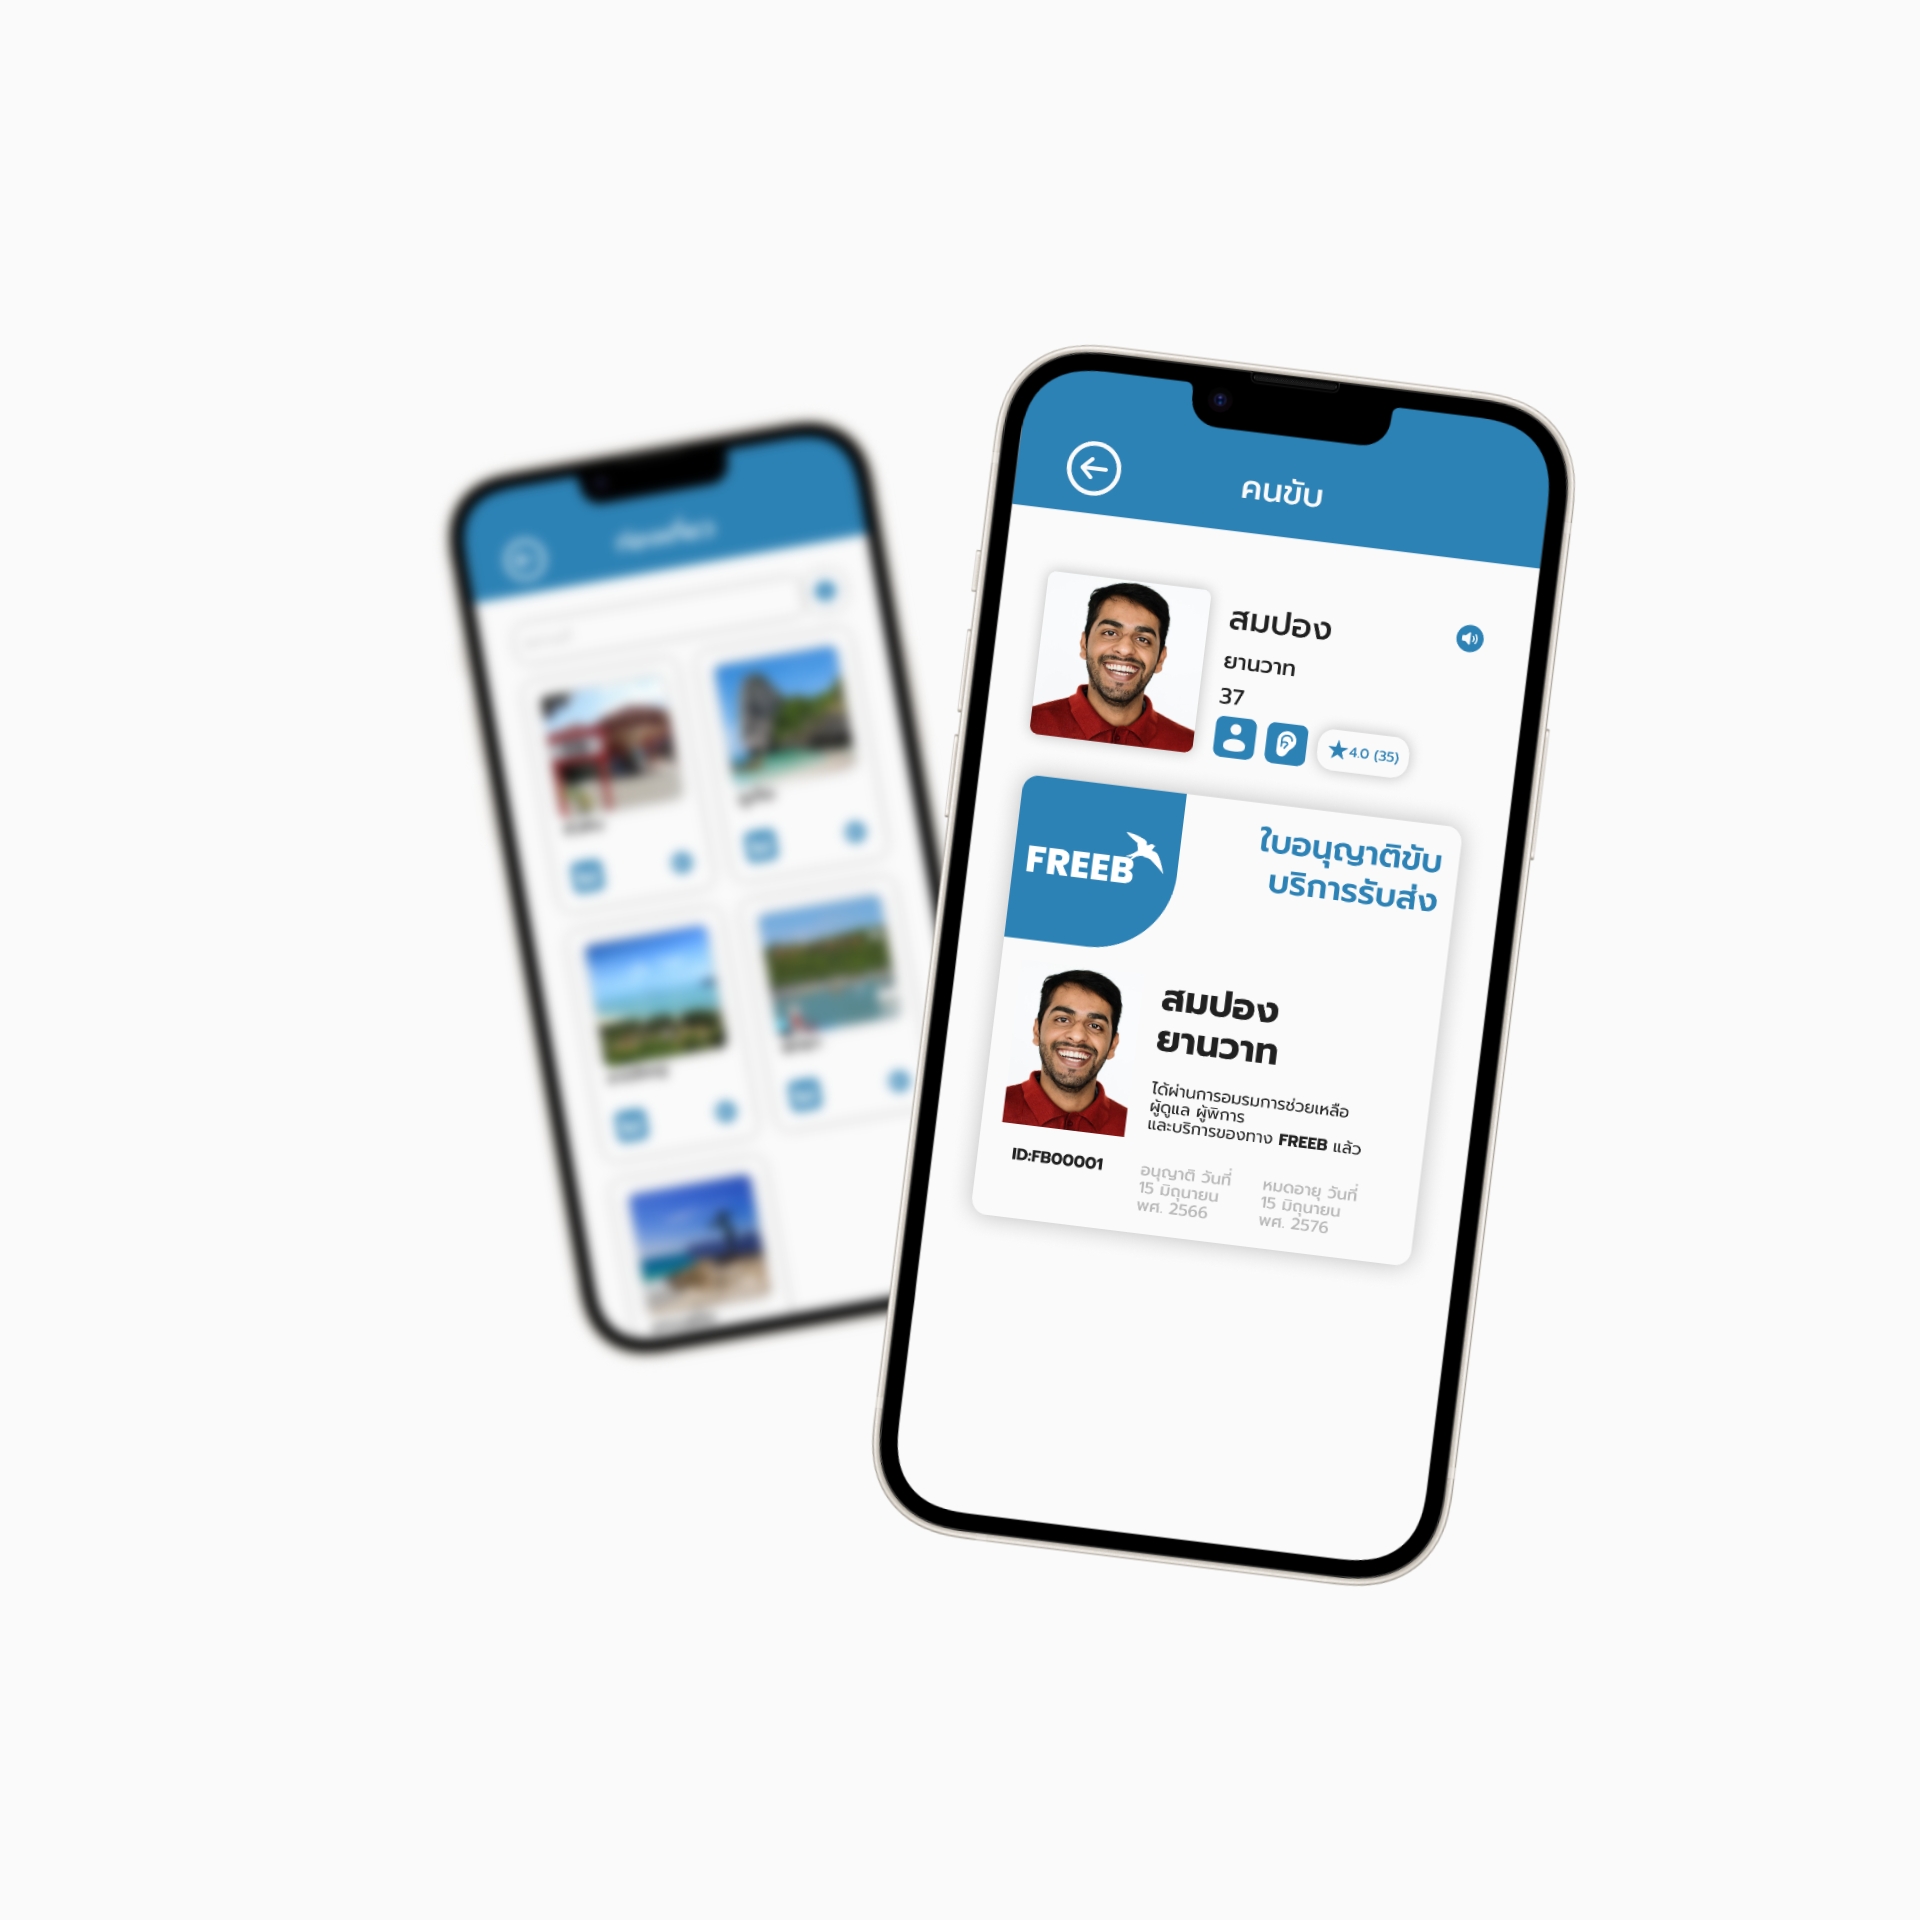 คนขับ
สมปอง
ยานวาท
37
4.0 (35)
FREEB
ใบอนุญาติขับ
บริการรับส่ง
สมปอง
ยานวาท
ได้ผ่านการอมรมการช่วยเหลือ
ผู้ดูแล ผู้พิการ
และบริการของทาง FREEB แล้ว
ID:FB00001
อนุญาติ วันที่
15 มิถุนายน
พศ. 2566
หมดอายุ วันที่
15 มิถุนายน
พศ. 2576